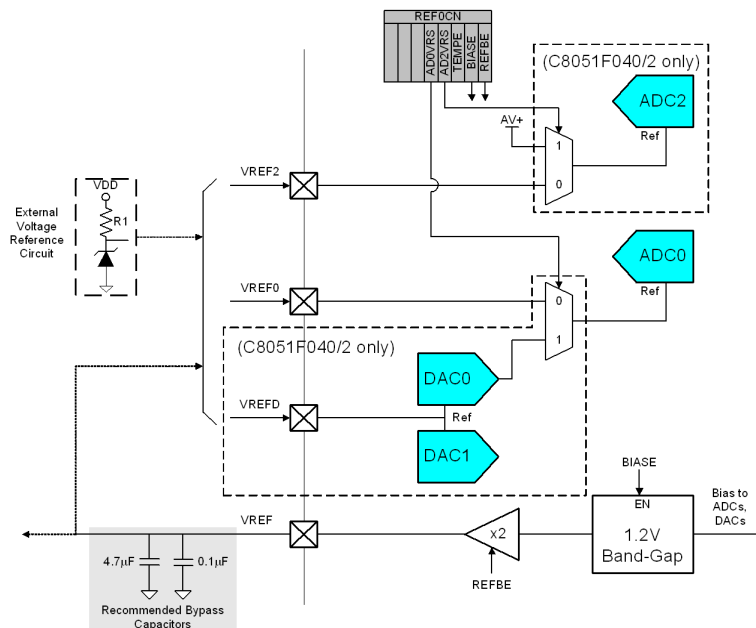 REF0CN
AD0VRS
AD2VRS
TEMPE
BIASE
REFBE
(C8051F040/2 only)
ADC2
AV+
Ref
1
0
VREF2
VDD
R1
External
Voltage
Reference
Circuit
ADC0
Ref
VREF0
0
1
(C8051F040/2 only)
DAC0
VREFD
Ref
DAC1
BIASE
Bias to
ADCs,
DACs
EN
VREF
x2
1.2V
Band-Gap
4.7µF
0.1µF
REFBE
Recommended Bypass
Capacitors